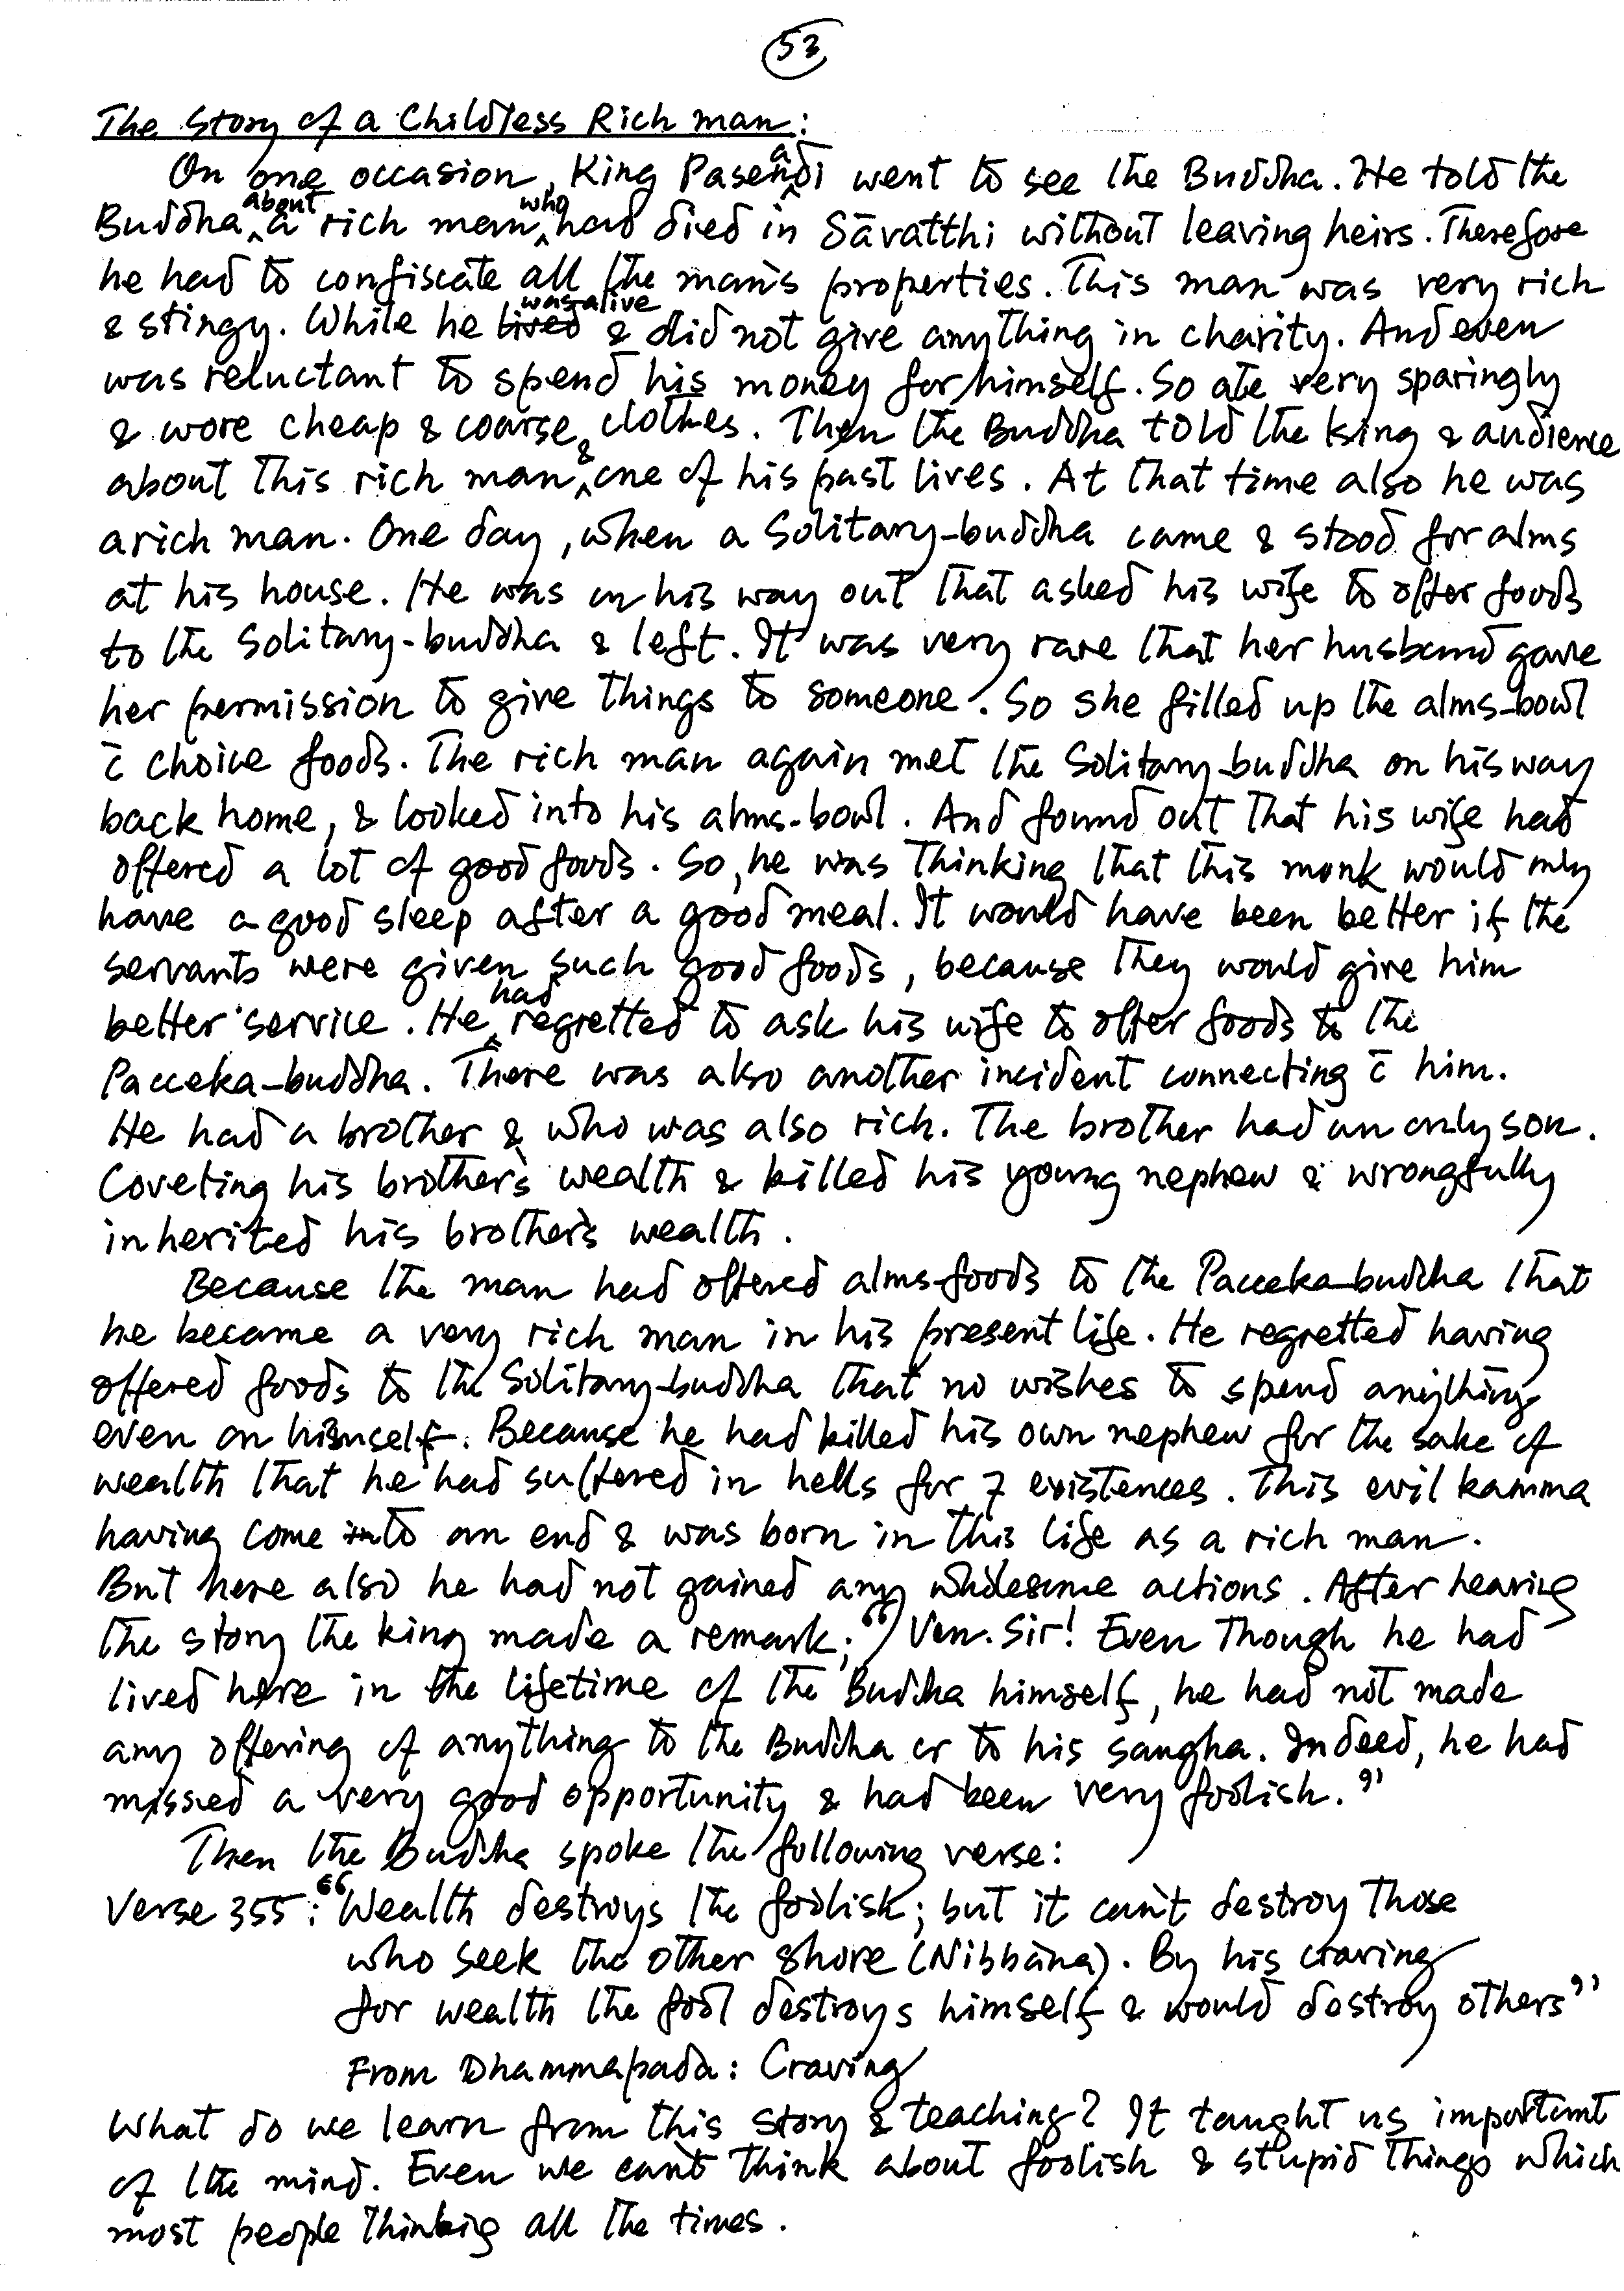 53
The Story of a Childless Rich man:
On one occasion, King Pasenadi went to see the Buddha. He told the
Buddha about a rich man who had died in Sāvatthi without leaving heirs. Therefore
he had to confiscate all the man's properties. This man was very rich
& stingy. While he was alive & did not give anything in charity. And even
was reluctant to spend his money for himself. So ate very sparingly
& wore cheap & coarse clothes. Then the Buddha told the king & audience
about this rich man & one of his past lives. At that time also he was
a rich man. One day, when a Solitary-buddha came & stood for alms
at his house. He was on his way out that asked his wife to offer foods
to the Solitary-buddha & left. It was very rare that her husband gave
her permission to give things to someone. So she filled up the alms-bowl
c̄ choice foods. The rich man again met the Solitary-buddha on his way
back home, & looked into his alms-bowl. And found out that his wife had
offered a lot of good foods. So, he was thinking that this monk would only
have a good sleep after a good meal. It would have been better if the
servants were given such good foods, because they would give him
better service. He had regretted to ask his wife to offer foods to the
Pacceka-buddha. There was also another incident connecting c̄ him.
He had a brother & who was also rich. The brother had an only son.
Coveting his brother's wealth & killed his young nephew & wrongfully
inherited his brother's wealth.
Because the man had offered alms-foods to the Pacceka-buddha that
he became a very rich man in his present life. He regretted having
offered foods to the Solitary-buddha that no wishes to spend anything
even on himself. Because he had killed his own nephew for the sake of
wealth that he had suffered in hells for 7 existences. This evil kamma
having come to an end & was born in this life as a rich man.
But here also he had not gained any wholesome actions. After hearing
the story the king made a remark; “Ven. Sir! Even though he had
lived here in the lifetime of the Buddha himself, he had not made
any offering of anything to the Buddha or to his sangha. Indeed, he had
missed a very good opportunity & had been very foolish.”
Then the Buddha spoke the following verse:
Verse 355: “Wealth destroys the foolish; but it can't destroy those
who seek the other shore (Nibbāna). By his craving
for wealth the fool destroys himself & would destroy others”
From Dhammapada: Craving
What do we learn from this story & teaching? It taught us important
of the mind. Even we can't think about foolish & stupid things which
most people thinking all the times.